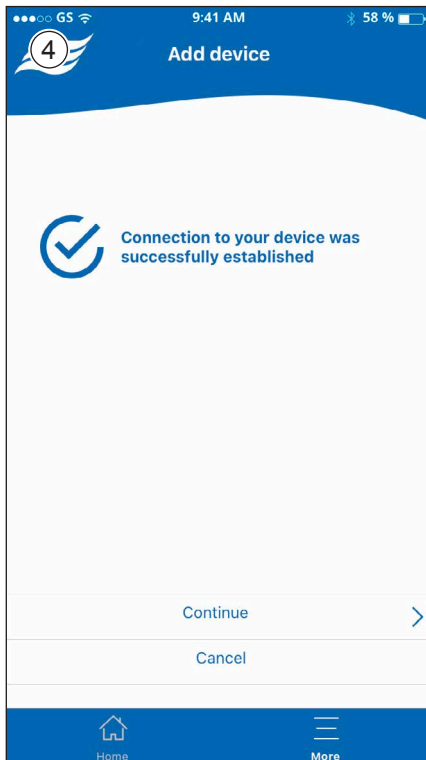 GS 9:41 AM 58 %
4
Add device
Connection to your device was
successfully established
Continue
Cancel
Home More